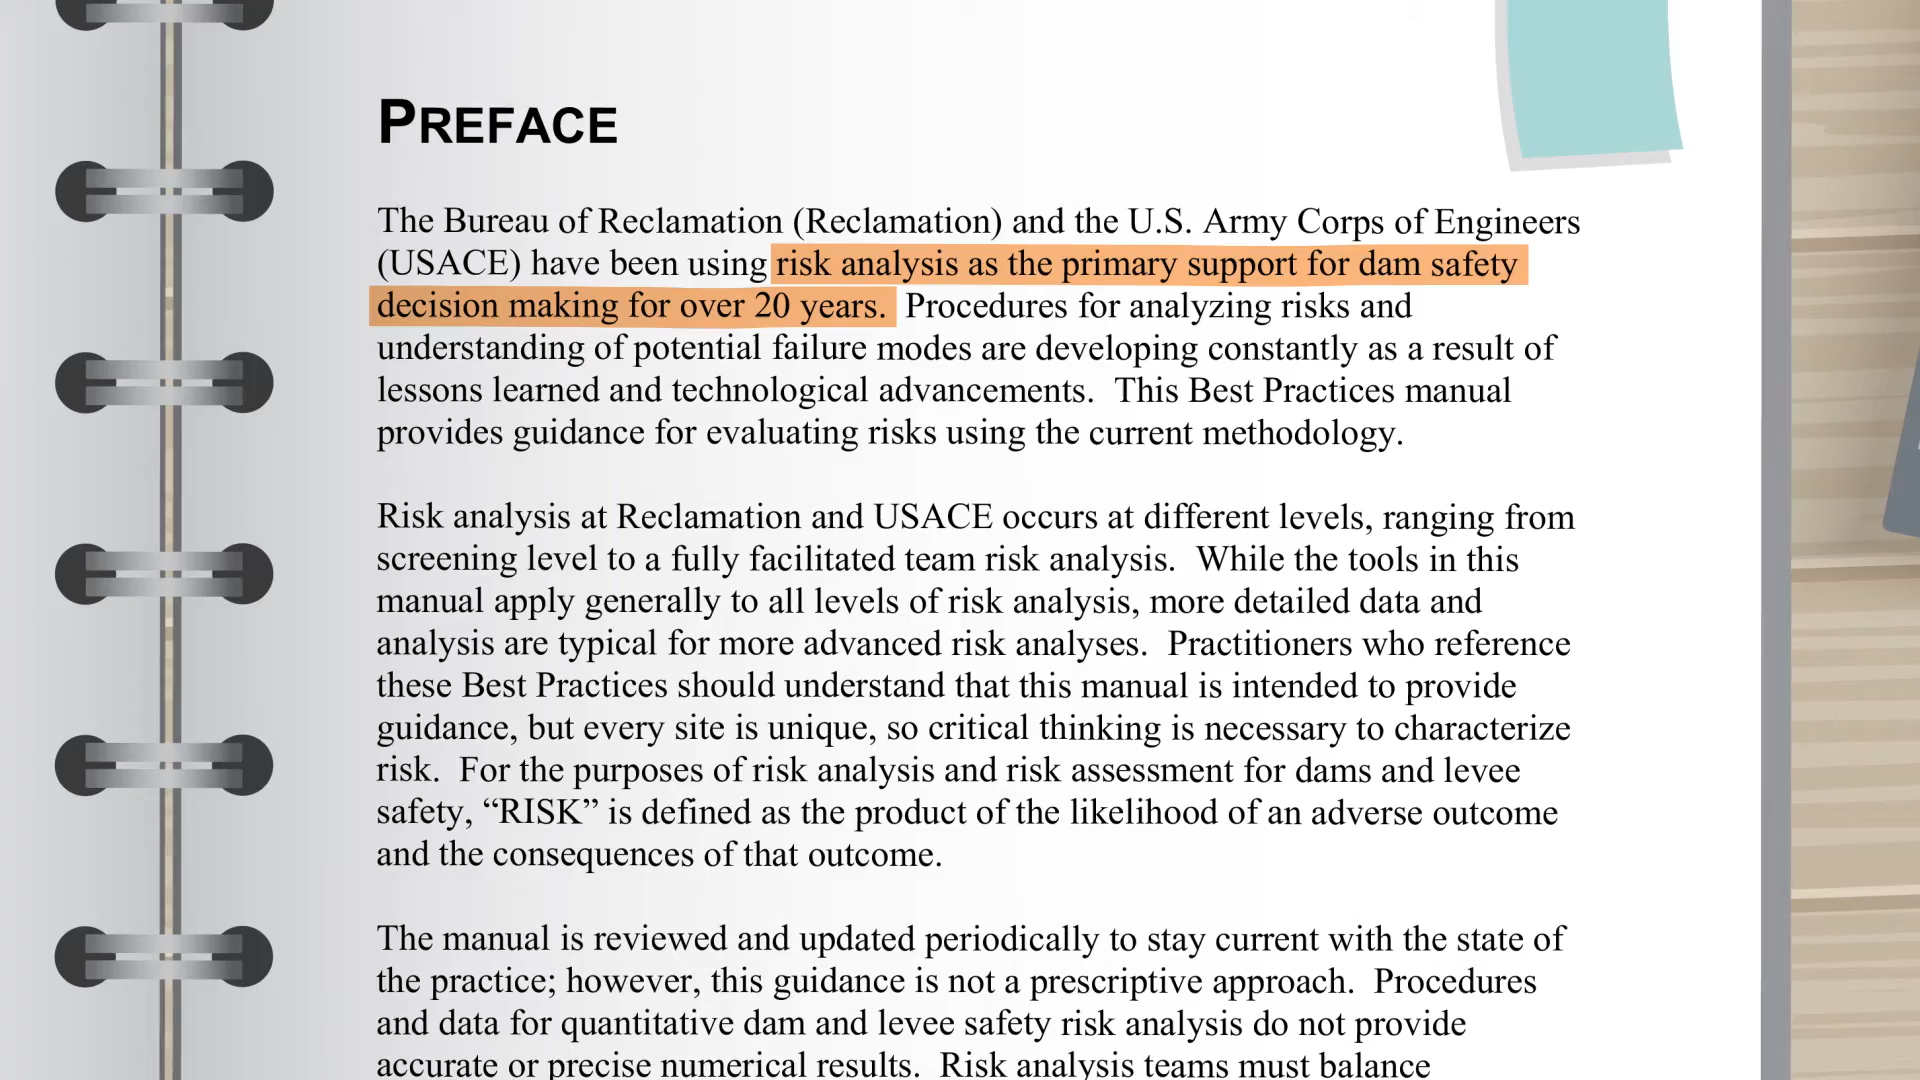 PREFACE
The Bureau of Reclamation (Reclamation) and the U.S. Army Corps of Engineers
(USACE) have been using risk analysis as the primary support for dam safety
decision making for over 20 years.  Procedures for analyzing risks and
understanding of potential failure modes are developing constantly as a result of
lessons learned and technological advancements.  This Best Practices manual
provides guidance for evaluating risks using the current methodology.
Risk analysis at Reclamation and USACE occurs at different levels, ranging from
screening level to a fully facilitated team risk analysis.  While the tools in this
manual apply generally to all levels of risk analysis, more detailed data and
analysis are typical for more advanced risk analyses.  Practitioners who reference
these Best Practices should understand that this manual is intended to provide
guidance, but every site is unique, so critical thinking is necessary to characterize
risk.  For the purposes of risk analysis and risk assessment for dams and levee
safety, “RISK” is defined as the product of the likelihood of an adverse outcome
and the consequences of that outcome.
The manual is reviewed and updated periodically to stay current with the state of
the practice; however, this guidance is not a prescriptive approach.  Procedures
and data for quantitative dam and levee safety risk analysis do not provide
accurate or precise numerical results.  Risk analysis teams must balance